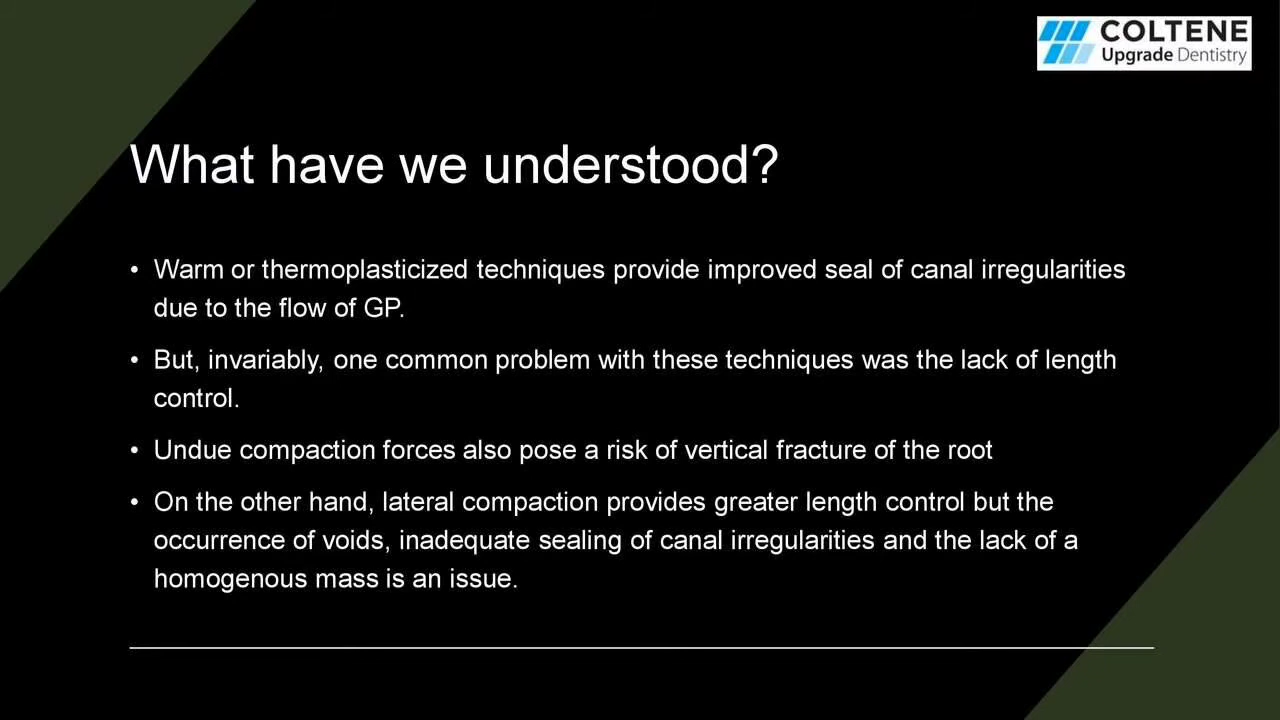 COLTENE
Upgrade Dentistry
What have we understood?
• Warm or thermoplasticized techniques provide improved seal of canal irregularities
due to the flow of GP.
• But, invariably, one common problem with these techniques was the lack of length
control.
• Undue compaction forces also pose a risk of vertical fracture of the root
• On the other hand, lateral compaction provides greater length control but the
occurrence of voids, inadequate sealing of canal irregularities and the lack of a
homogenous mass is an issue.